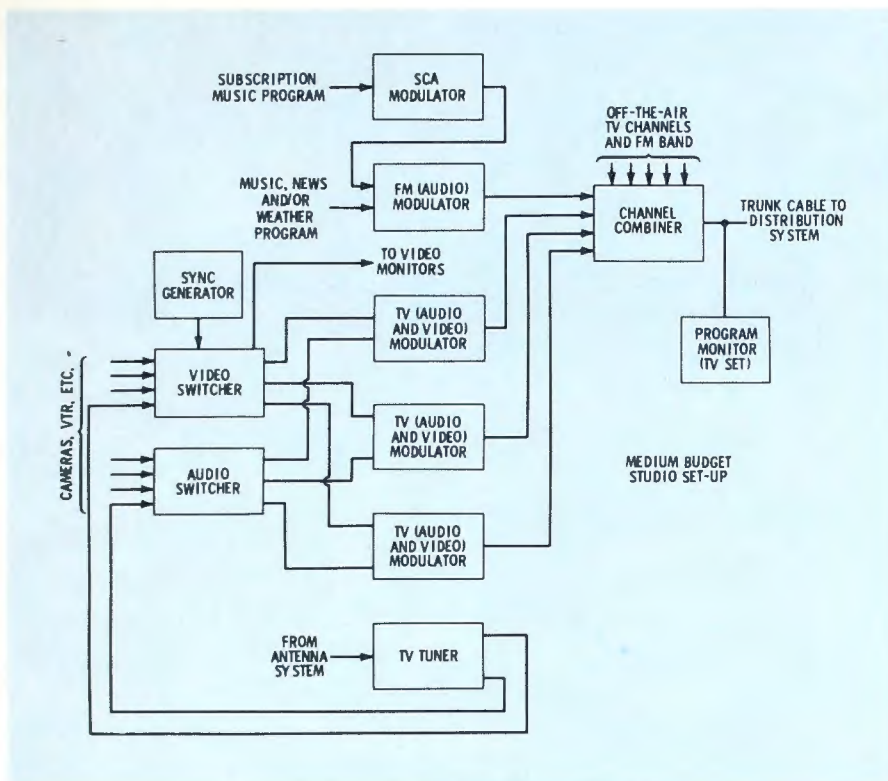 SUBSCRIPTION
MUSIC PROGRAM
SCA
MODULATOR
OFF-THE-AIR
TV CHANNELS
AND FM BAND
MUSIC, NEWS
AND/OR
WEATHER
PROGRAM
FM (AUDIO)
MODULATOR
CHANNEL
COMBINER
TRUNK CABLE TO
DISTRIBUTION
SYSTEM
TO VIDEO
MONITORS
SYNC
GENERATOR
TV (AUDIO
AND VIDEO)
MODULATOR
PROGRAM
MONITOR
(TV SET)
CAMERAS, VTR, ETC.
VIDEO
SWITCHER
TV (AUDIO
AND VIDEO)
MODULATOR
AUDIO
SWITCHER
MEDIUM BUDGET
STUDIO SET-UP
TV (AUDIO
AND VIDEO)
MODULATOR
FROM
ANTENNA
SYSTEM
TV TUNER